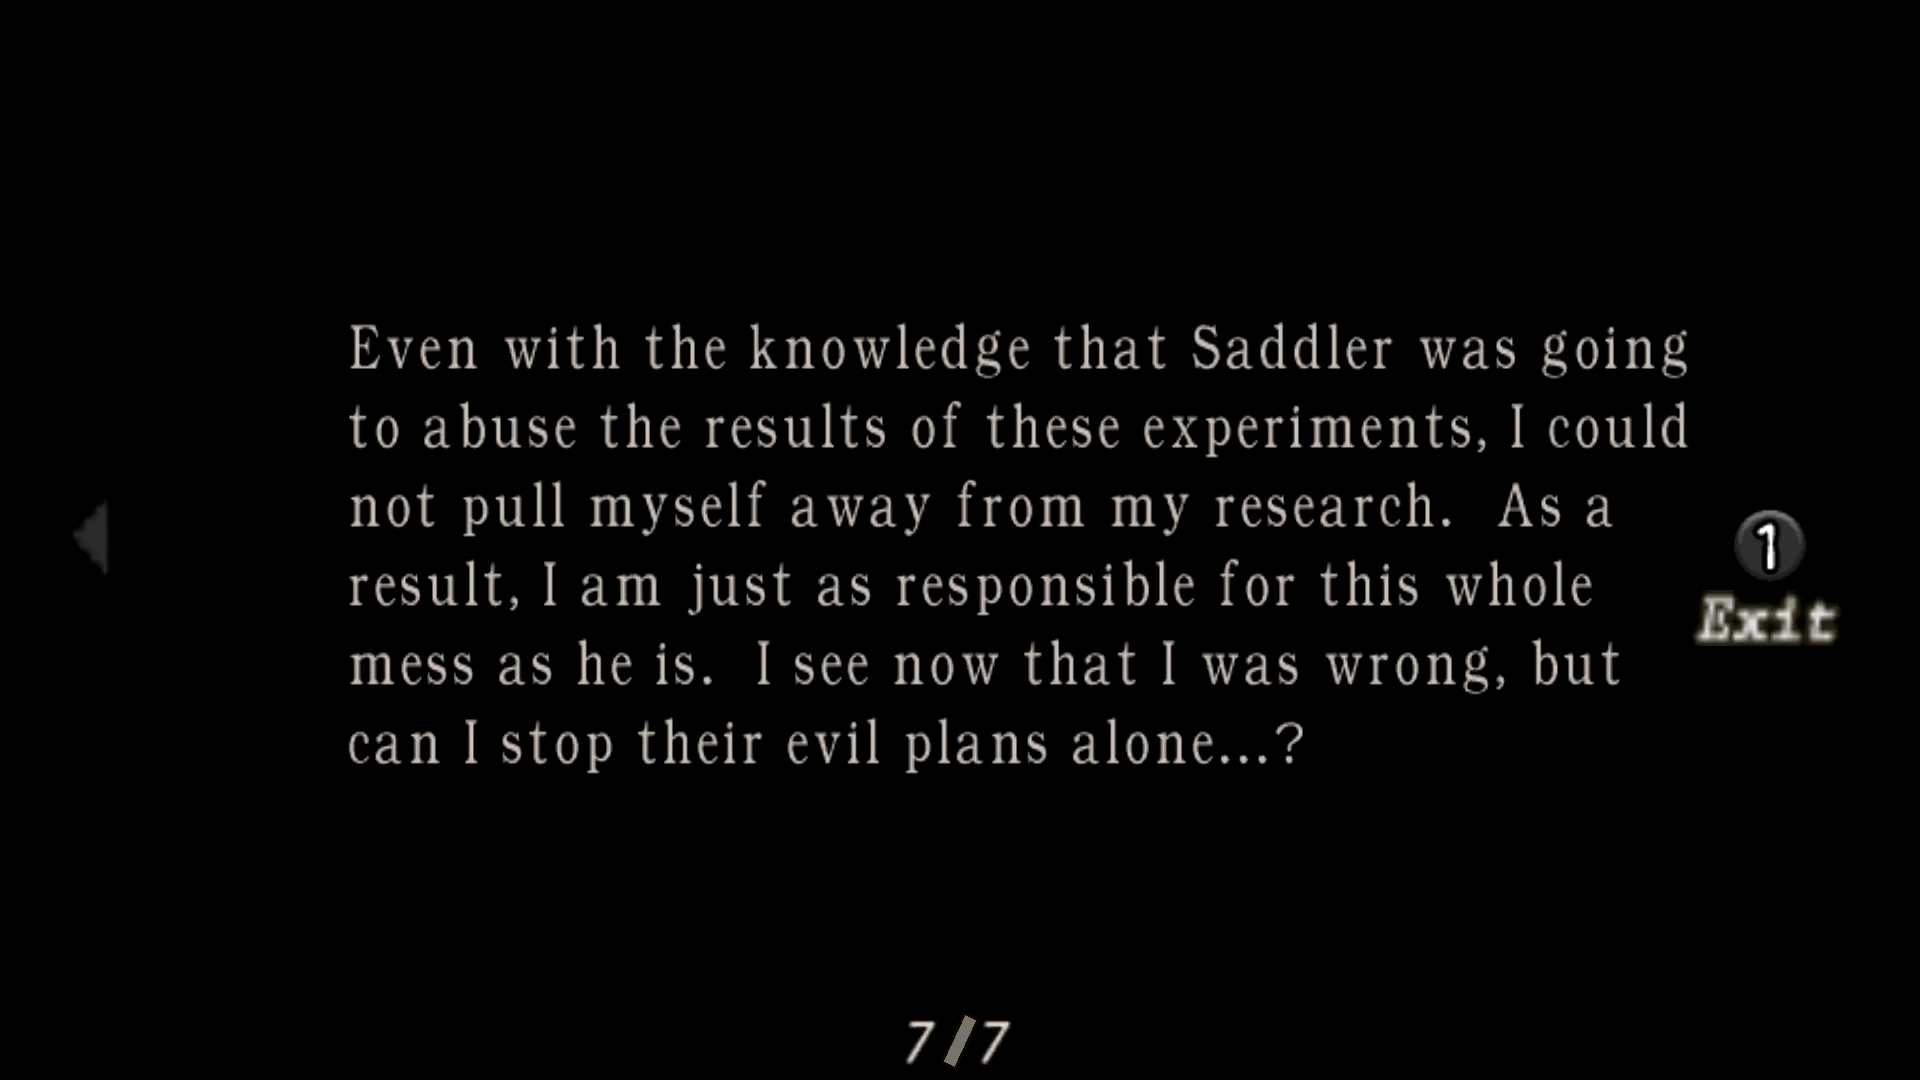 Even with the knowledge that Saddler was going
to abuse the results of these experiments, I could
not pull myself away from my research.  As a
result, I am just as responsible for this whole
mess as he is.  I see now that I was wrong, but
can I stop their evil plans alone...?
1
Exit
7/7